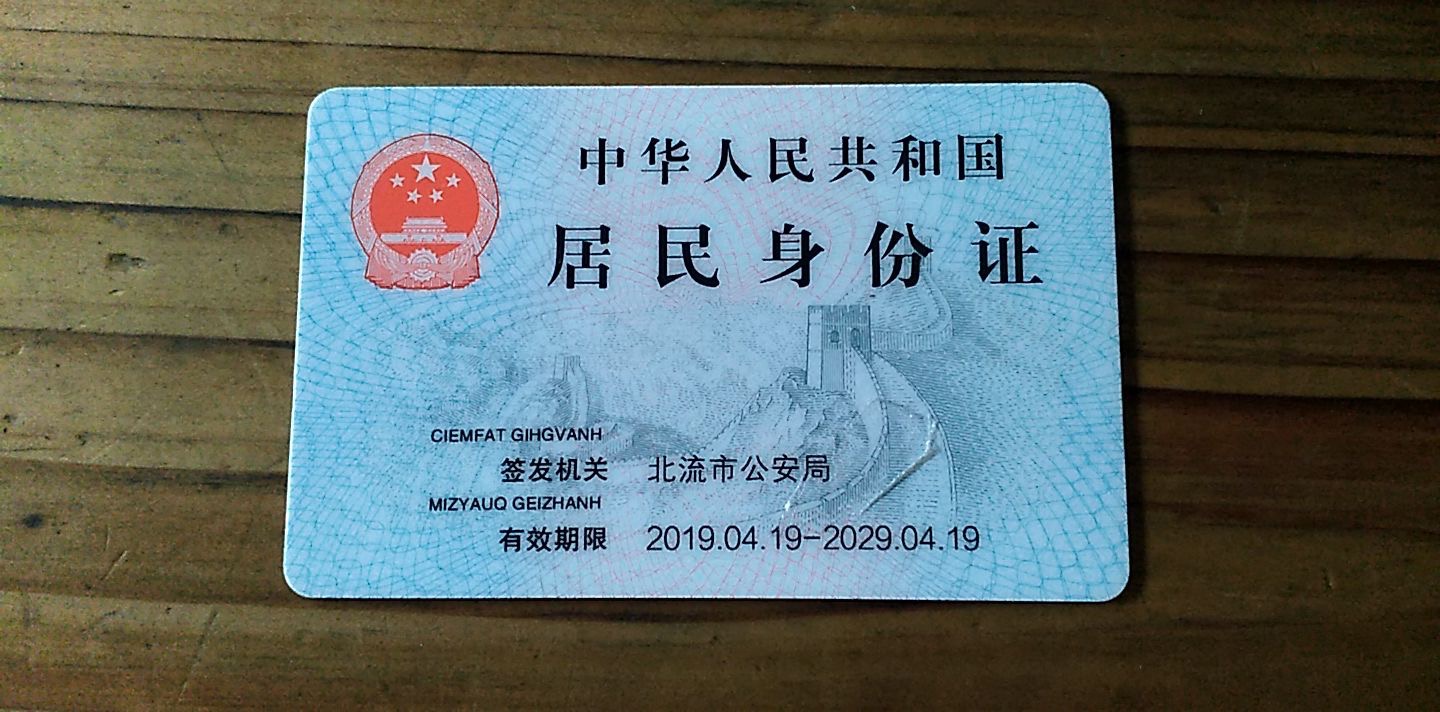 中华人民共和国
居民身份证
CIEMFAT GIHGVANH
签发机关 北流市公安局
MIZYAUQ GEIZHANH
有效期限 2019.04.19-2029.04.19